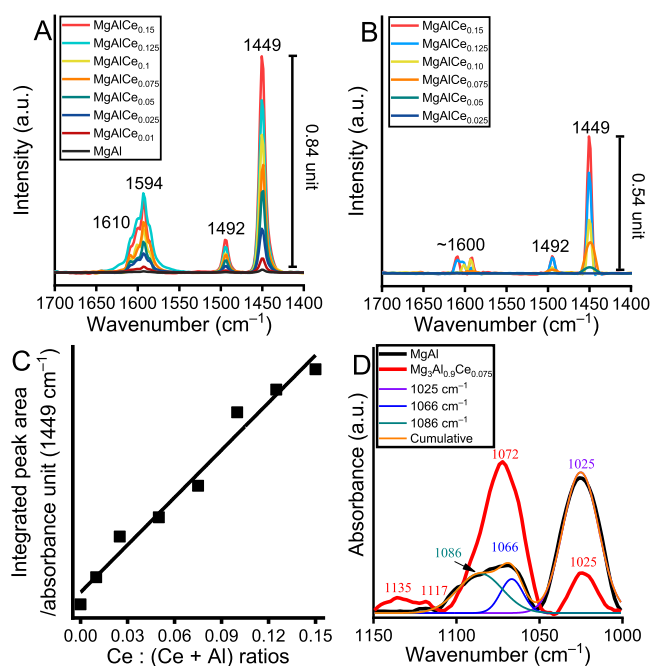 A
MgAlCe₀.₁₅
MgAlCe₀.₁₂₅
MgAlCe₀.₁
MgAlCe₀.₀₇₅
MgAlCe₀.₀₅
MgAlCe₀.₀₂₅
MgAlCe₀.₀₁
MgAl
1449
1594
1610
1492
0.84 unit
Intensity (a.u.)
1700 1650 1600 1550 1500 1450 1400
Wavenumber (cm⁻¹)
B
MgAlCe₀.₁₅
MgAlCe₀.₁₂₅
MgAlCe₀.₁₀
MgAlCe₀.₀₇₅
MgAlCe₀.₀₅
MgAlCe₀.₀₂₅
1449
~1600
1492
0.54 unit
Intensity (a.u.)
1700 1650 1600 1550 1500 1450 1400
Wavenumber (cm⁻¹)
C
Integrated peak area
/absorbance unit (1449 cm⁻¹)
0.00 0.03 0.06 0.09 0.12 0.15
Ce : (Ce + Al) ratios
D
MgAl
Mg₃Al₀.₉Ce₀.₀₇₅
1025 cm⁻¹
1066 cm⁻¹
1086 cm⁻¹
Cumulative
1072
1025
1086
1066
1135
1117
1025
Absorbance (a.u.)
1150 1100 1050 1000
Wavenumber (cm⁻¹)